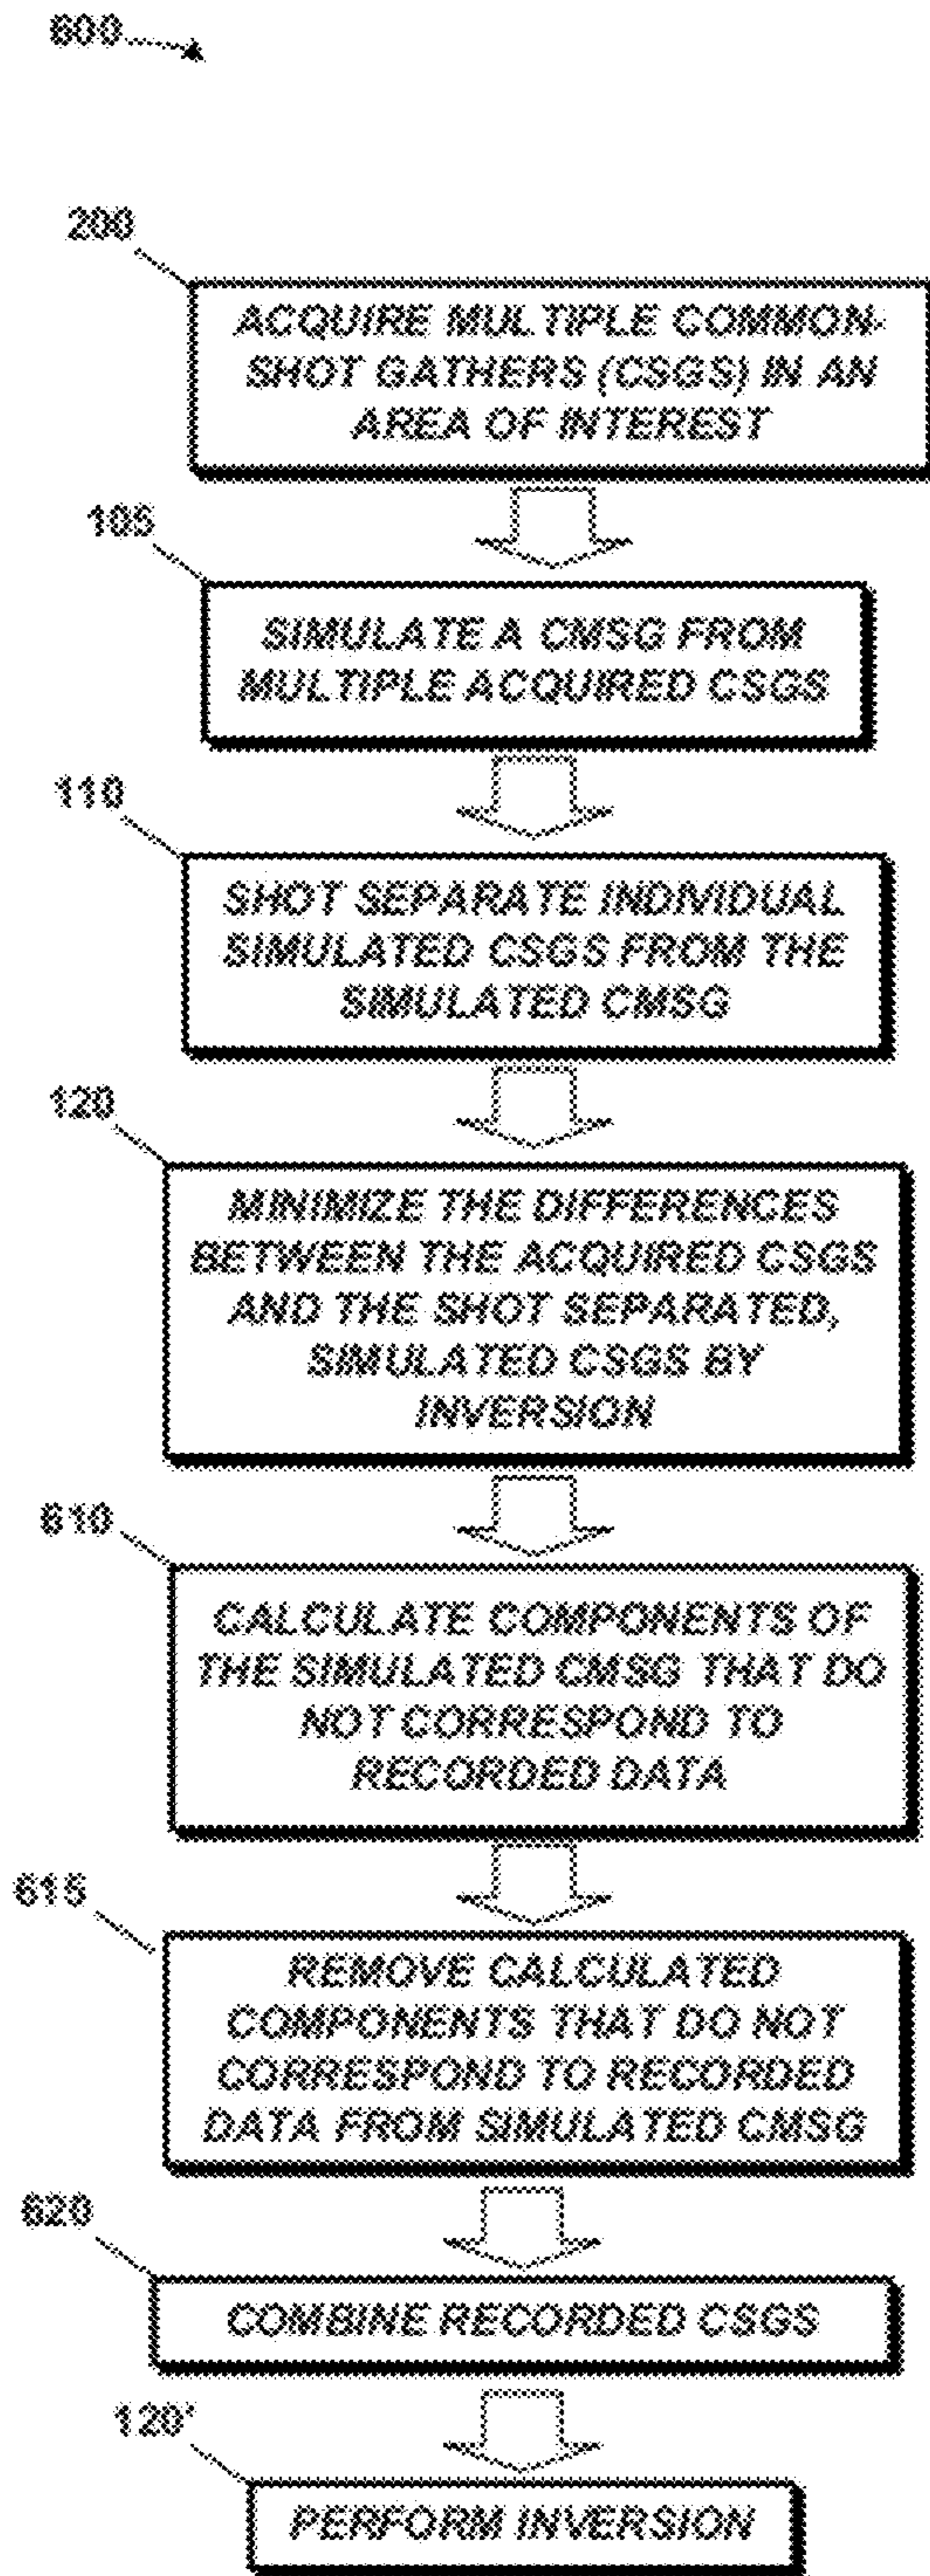 600
200
ACQUIRE MULTIPLE COMMON-
SHOT GATHERS (CSGS) IN AN
AREA OF INTEREST
105
SIMULATE A CMSG FROM
MULTIPLE ACQUIRED CSGS
110
SHOT SEPARATE INDIVIDUAL
SIMULATED CSGS FROM THE
SIMULATED CMSG
120
MINIMIZE THE DIFFERENCES
BETWEEN THE ACQUIRED CSGS
AND THE SHOT SEPARATED,
SIMULATED CSGS BY
INVERSION
610
CALCULATE COMPONENTS OF
THE SIMULATED CMSG THAT DO
NOT CORRESPOND TO
RECORDED DATA
615
REMOVE CALCULATED
COMPONENTS THAT DO NOT
CORRESPOND TO RECORDED
DATA FROM SIMULATED CMSG
620
COMBINE RECORDED CSGS
120'
PERFORM INVERSION